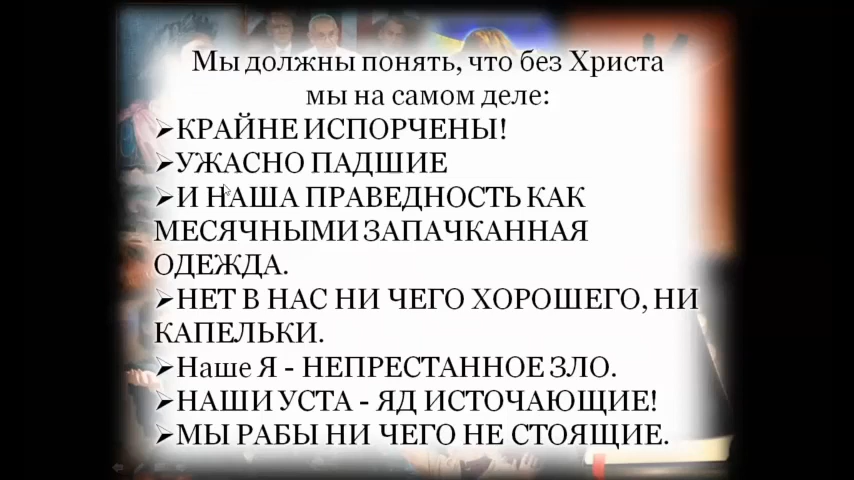 Мы должны понять, что без Христа
мы на самом деле:
➢КРАЙНЕ ИСПОРЧЕНЫ!
➢УЖАСНО ПАДШИЕ
➢И НАША ПРАВЕДНОСТЬ КАК
МЕСЯЧНЫМИ ЗАПАЧКАННАЯ
ОДЕЖДА.
➢НЕТ В НАС НИ ЧЕГО ХОРОШЕГО, НИ
КАПЕЛЬКИ.
➢Наше Я - НЕПРЕСТАННОЕ ЗЛО.
➢НАШИ УСТА - ЯД ИСТОЧАЮЩИЕ!
➢МЫ РАБЫ НИ ЧЕГО НЕ СТОЯЩИЕ.